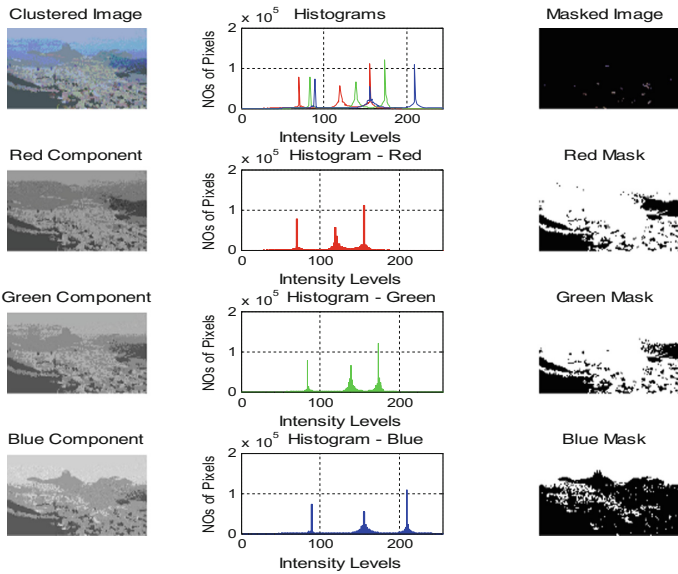 Clustered Image
Histograms
Masked Image
x 10^5
NOs of Pixels
2
1
0
0 100 200
Intensity Levels
Red Component
Histogram - Red
Red Mask
x 10^5
NOs of Pixels
2
1
0
0 100 200
Intensity Levels
Green Component
Histogram - Green
Green Mask
x 10^5
NOs of Pixels
2
1
0
0 100 200
Intensity Levels
Blue Component
Histogram - Blue
Blue Mask
x 10^5
NOs of Pixels
2
1
0
0 100 200
Intensity Levels